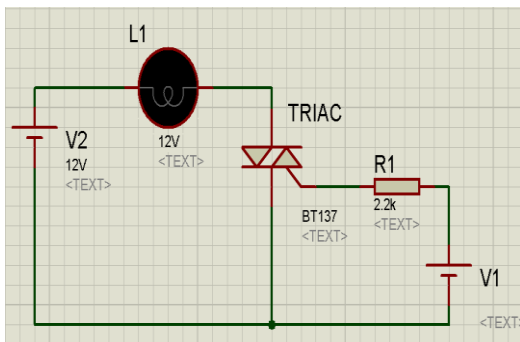 L1
TRIAC
V2
12V
<TEXT>
12V
<TEXT>
R1
2.2k
<TEXT>
BT137
<TEXT>
V1
<TEXT>